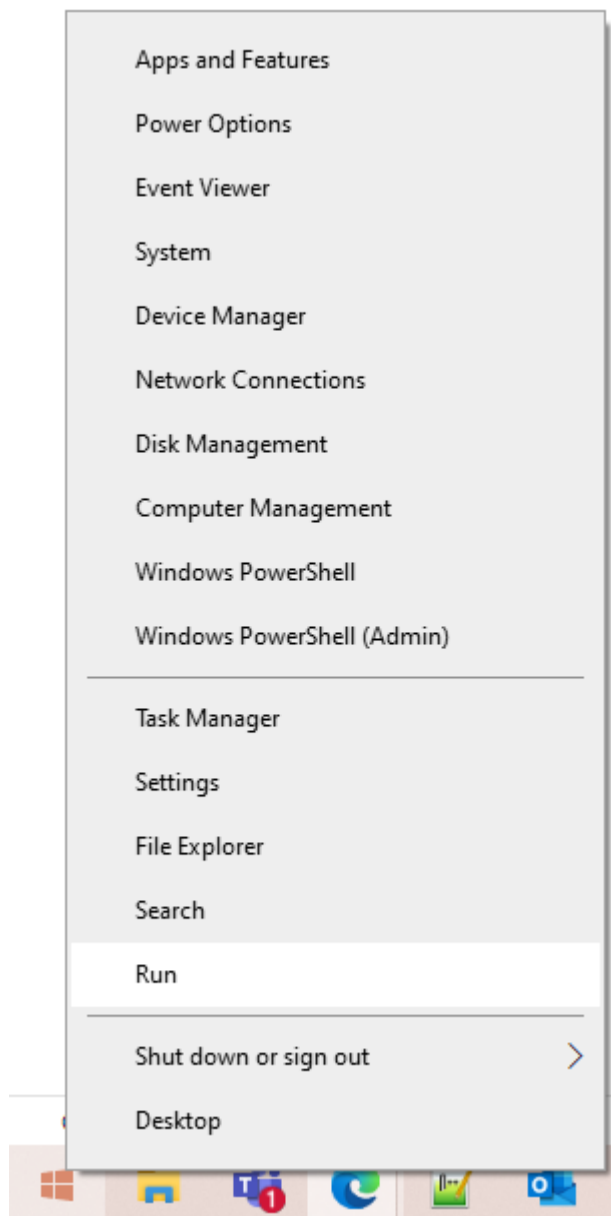 Apps and Features
Power Options
Event Viewer
System
Device Manager
Network Connections
Disk Management
Computer Management
Windows PowerShell
Windows PowerShell (Admin)
Task Manager
Settings
File Explorer
Search
Run
Shut down or sign out
Desktop
1